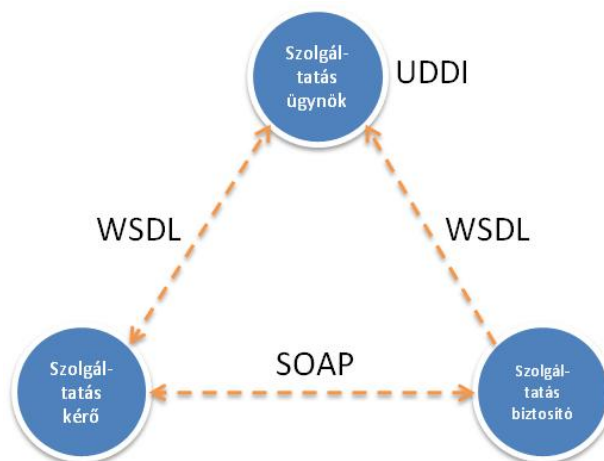 Szolgál-
tatás
ügynök
UDDI
WSDL
WSDL
SOAP
Szolgál-
tatás
kérő
Szolgál-
tatás
biztosító